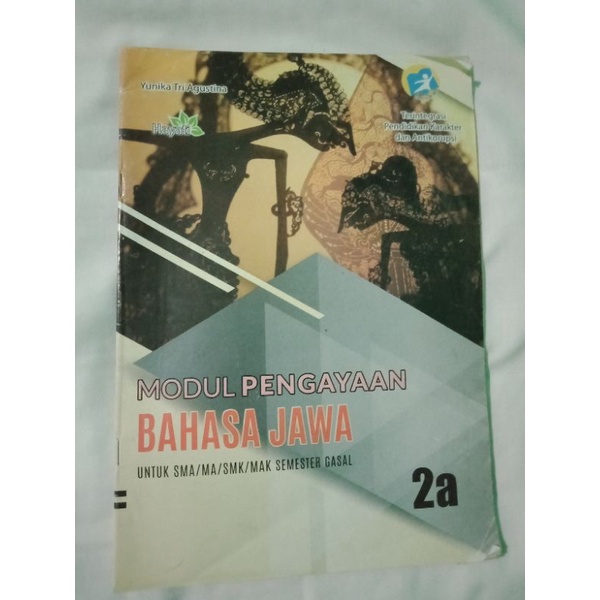 Yunika Tri Agustina
Hayati
Terintegrasi
Pendidikan Karakter
dan Antikorupsi
MODUL PENGAYAAN
BAHASA JAWA
UNTUK SMA/MA/SMK/MAK SEMESTER GASAL
2a